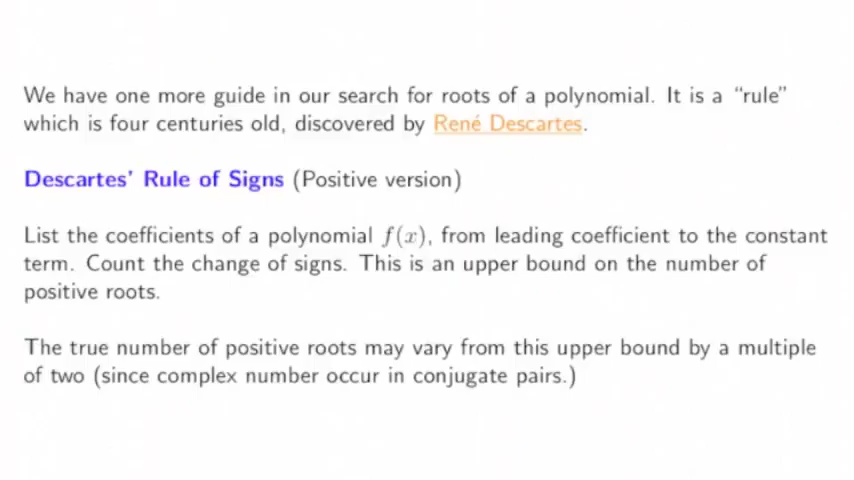 We have one more guide in our search for roots of a polynomial. It is a “rule”
which is four centuries old, discovered by René Descartes.
Descartes’ Rule of Signs (Positive version)
List the coefficients of a polynomial f(x), from leading coefficient to the constant
term. Count the change of signs. This is an upper bound on the number of
positive roots.
The true number of positive roots may vary from this upper bound by a multiple
of two (since complex number occur in conjugate pairs.)